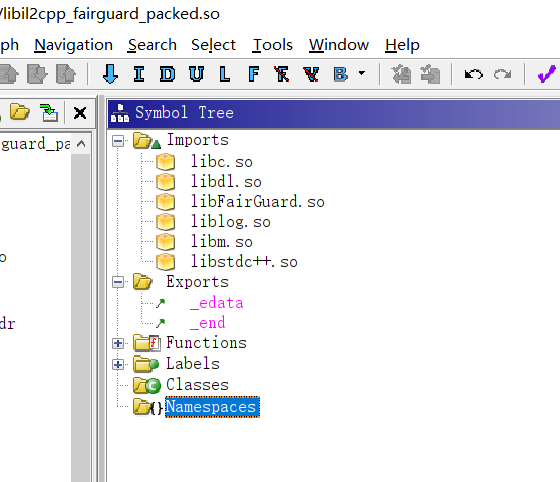 /libil2cpp_fairguard_packed.so
ph Navigation Search Select Tools Window Help
I D U L F F V B
guard_pa
Symbol Tree
Imports
libc.so
libdl.so
libFairGuard.so
liblog.so
libm.so
libstdc++.so
o
Exports
_edata
_end
dr
Functions
Labels
Classes
Namespaces